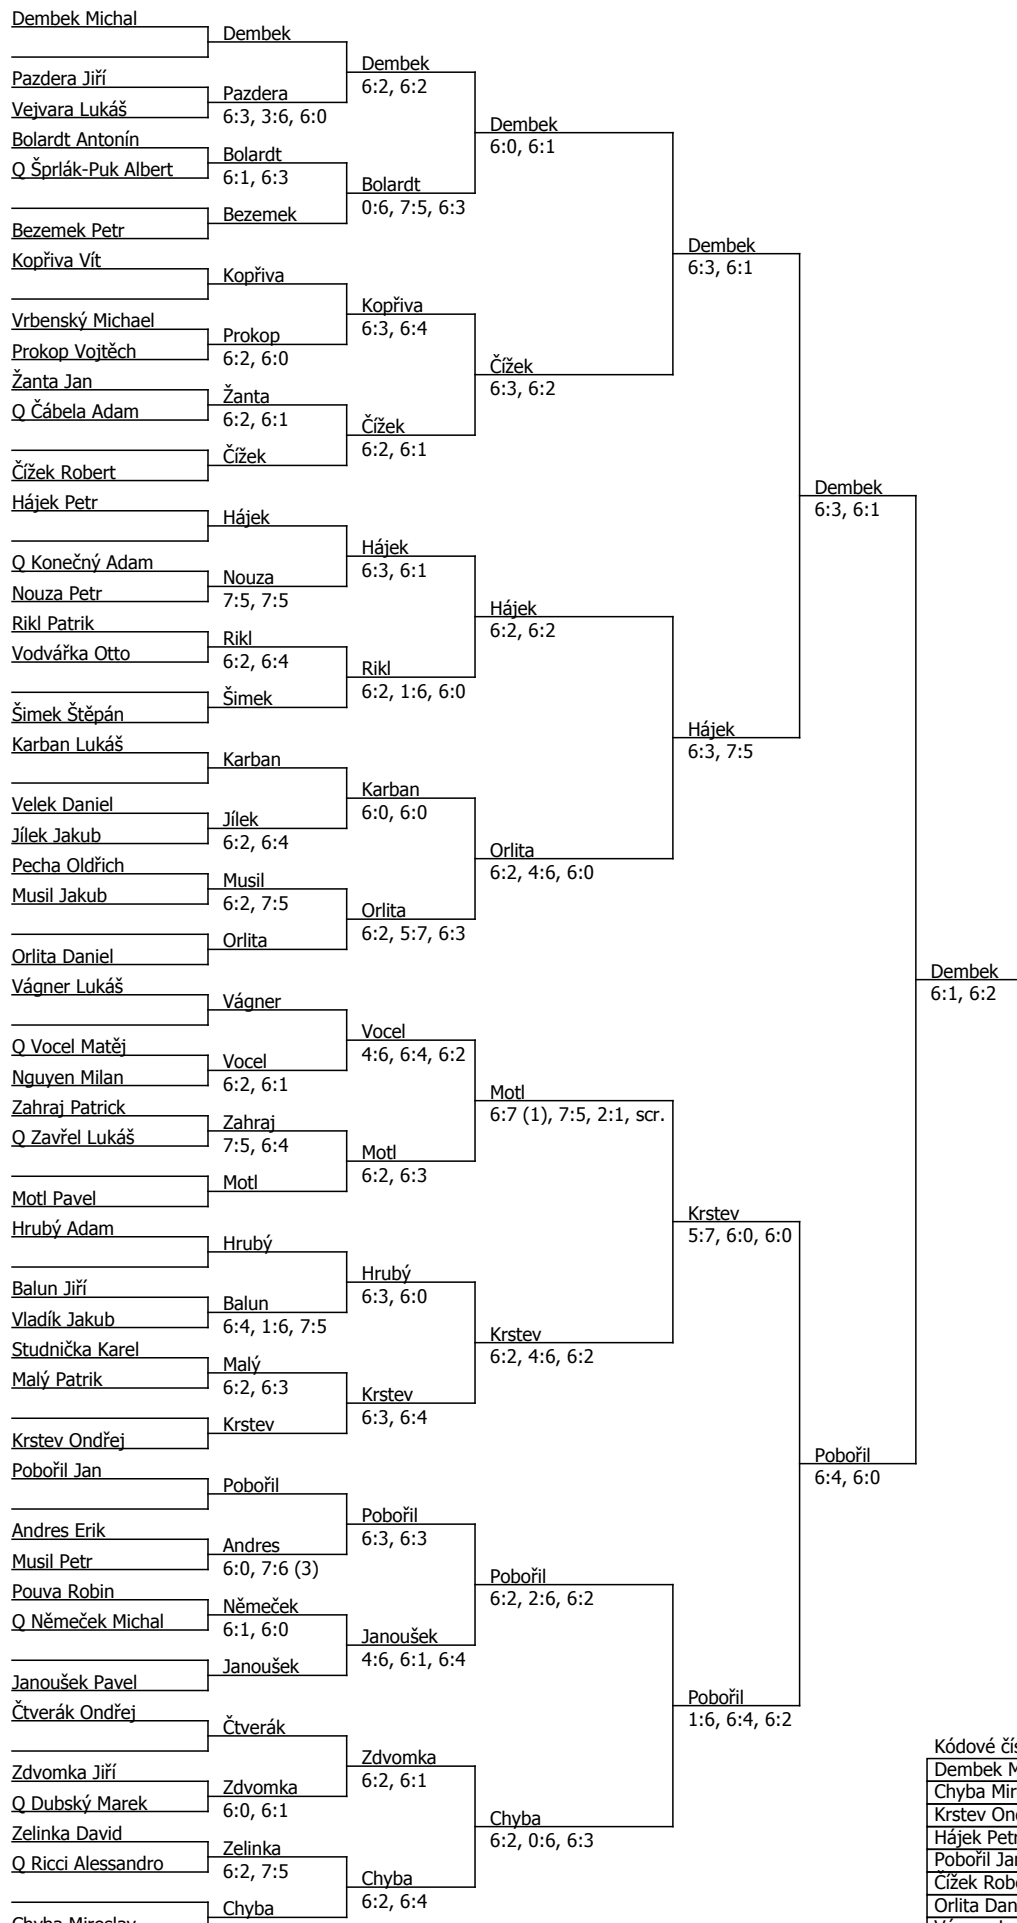 Dembek Michal
Pazdera Jiří
Vejvara Lukáš
Bolardt Antonín
Q Šprlák-Puk Albert
Bezemek Petr
Kopřiva Vít
Vrbenský Michael
Prokop Vojtěch
Žanta Jan
Q Čábela Adam
Čížek Robert
Hájek Petr
Q Konečný Adam
Nouza Petr
Rikl Patrik
Vodvářka Otto
Šimek Štěpán
Karban Lukáš
Velek Daniel
Jílek Jakub
Pecha Oldřich
Musil Jakub
Orlita Daniel
Vágner Lukáš
Q Vocel Matěj
Nguyen Milan
Zahraj Patrick
Q Zavřel Lukáš
Motl Pavel
Hrubý Adam
Balun Jiří
Vladík Jakub
Studnička Karel
Malý Patrik
Krstev Ondřej
Pobořil Jan
Andres Erik
Musil Petr
Pouva Robin
Q Němeček Michal
Janoušek Pavel
Čtverák Ondřej
Zdvomka Jiří
Q Dubský Marek
Zelinka David
Q Ricci Alessandro
Chyba Miroslav
Dembek
Pazdera
6:3, 3:6, 6:0
Bolardt
6:1, 6:3
Bezemek
Kopřiva
Prokop
6:2, 6:0
Žanta
6:2, 6:1
Čížek
Hájek
Nouza
7:5, 7:5
Rikl
6:2, 6:4
Šimek
Karban
Jílek
6:2, 6:4
Musil
6:2, 7:5
Orlita
Vágner
Vocel
6:2, 6:1
Zahraj
7:5, 6:4
Motl
Hrubý
Balun
6:4, 1:6, 7:5
Malý
6:2, 6:3
Krstev
Pobořil
Andres
6:0, 7:6 (3)
Němeček
6:1, 6:0
Janoušek
Čtverák
Zdvomka
6:0, 6:1
Zelinka
6:2, 7:5
Chyba
Dembek
6:2, 6:2
Bolardt
0:6, 7:5, 6:3
Kopřiva
6:3, 6:4
Čížek
6:2, 6:1
Hájek
6:3, 6:1
Rikl
6:2, 1:6, 6:0
Karban
6:0, 6:0
Orlita
6:2, 5:7, 6:3
Vocel
4:6, 6:4, 6:2
Motl
6:2, 6:3
Hrubý
6:3, 6:0
Krstev
6:3, 6:4
Pobořil
6:3, 6:3
Janoušek
4:6, 6:1, 6:4
Zdvomka
6:2, 6:1
Chyba
6:2, 6:4
Dembek
6:0, 6:1
Čížek
6:3, 6:2
Hájek
6:2, 6:2
Orlita
6:2, 4:6, 6:0
Motl
6:7 (1), 7:5, 2:1, scr.
Krstev
6:2, 4:6, 6:2
Pobořil
6:2, 2:6, 6:2
Chyba
6:2, 0:6, 6:3
Dembek
6:3, 6:1
Hájek
6:3, 7:5
Krstev
5:7, 6:0, 6:0
Pobořil
1:6, 6:4, 6:2
Dembek
6:3, 6:1
Pobořil
6:4, 6:0
Dembek
6:1, 6:2
Kódové čís
Dembek M
Chyba Mir
Krstev Ond
Hájek Petr
Pobořil Jan
Čížek Robe
Orlita Dan